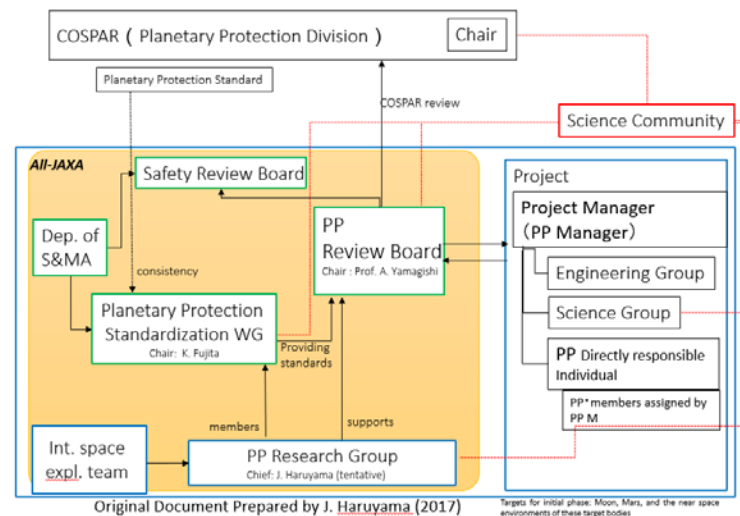 COSPAR ( Planetary Protection Division )
Chair
Planetary Protection Standard
COSPAR review
Science Community
All-JAXA
Safety Review Board
Project
Project Manager
（PP Manager）
PP
Review Board
Chair : Prof. A. Yamagishi
Dep. of
S&MA
Engineering Group
consistency
Planetary Protection
Standardization WG
Chair: K. Fujita
Science Group
Providing
standards
PP Directly responsible
Individual
PP*members assigned by
PP M
members
supports
Int. space
expl. team
PP Research Group
Chief: J. Haruyama (tentative)
Original Document Prepared by J. Haruyama (2017)
Targets for initial phase: Moon, Mars, and the near space
environments of these target bodies